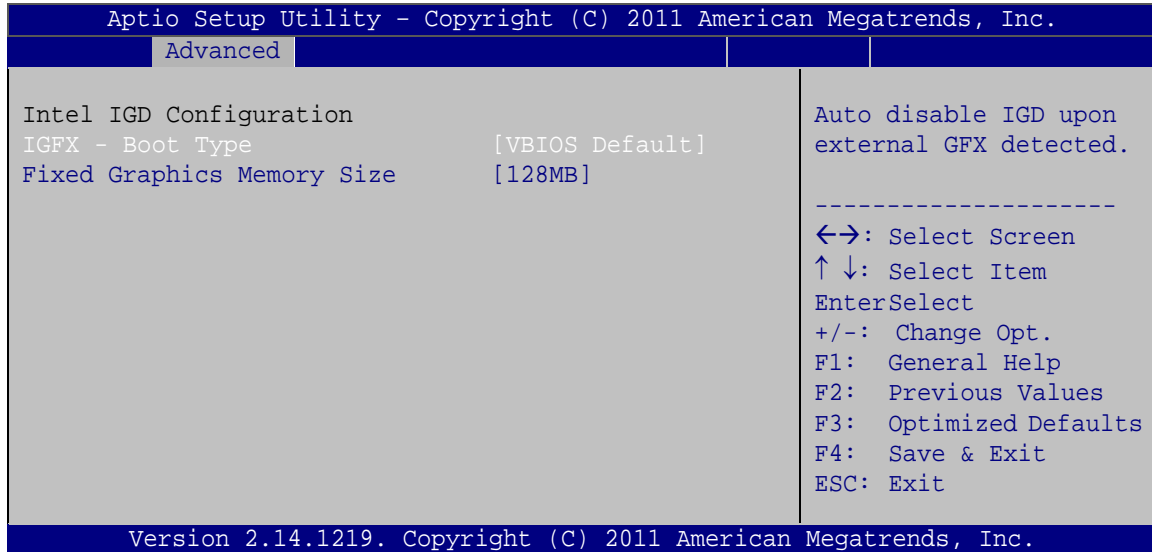 Aptio Setup Utility – Copyright (C) 2011 American Megatrends, Inc.
Advanced
Intel IGD Configuration
IGFX - Boot Type [VBIOS Default]
Fixed Graphics Memory Size [128MB]
Auto disable IGD upon
external GFX detected.
---------------------
←→: Select Screen
↑ ↓: Select Item
EnterSelect
+/-: Change Opt.
F1: General Help
F2: Previous Values
F3: Optimized Defaults
F4: Save & Exit
ESC: Exit
Version 2.14.1219. Copyright (C) 2011 American Megatrends, Inc.